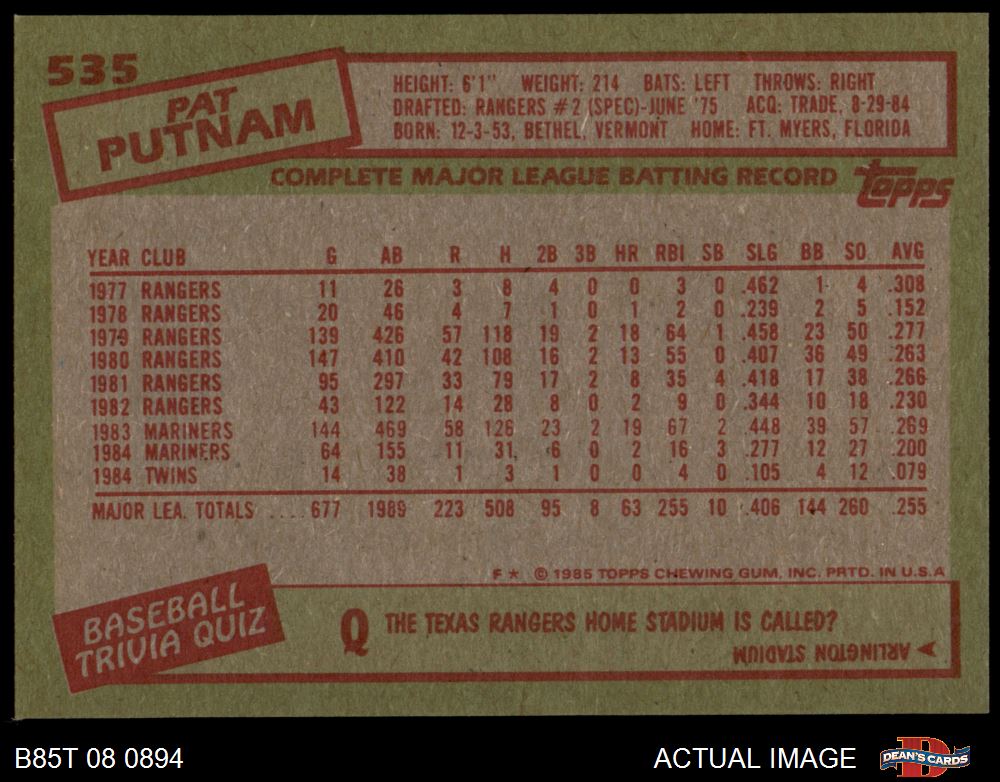 535
PAT
PUTNAM
HEIGHT: 6'1" WEIGHT: 214 BATS: LEFT THROWS: RIGHT
DRAFTED: RANGERS #2 (SPEC)-JUNE '75 ACQ: TRADE, 8-29-84
BORN: 12-3-53, BETHEL, VERMONT HOME: FT. MYERS, FLORIDA
COMPLETE MAJOR LEAGUE BATTING RECORD
topps
YEAR CLUB G AB R H 2B 3B HR RBI SB SLG BB SO AVG
1977 RANGERS 11 26 3 8 4 0 0 3 0 .462 1 4 .308
1978 RANGERS 20 46 4 7 1 0 1 2 0 .239 2 5 .152
1979 RANGERS 139 426 57 118 19 2 18 64 1 .458 23 50 .277
1980 RANGERS 147 410 42 108 16 2 13 55 0 .407 36 49 .263
1981 RANGERS 95 297 33 79 17 2 8 35 4 .418 17 38 .266
1982 RANGERS 43 122 14 28 8 0 2 9 0 .344 10 18 .230
1983 MARINERS 144 469 58 126 23 2 19 67 2 .448 39 57 .269
1984 MARINERS 64 155 11 31 6 0 2 16 3 .277 12 27 .200
1984 TWINS 14 38 1 3 1 0 0 4 0 .105 4 12 .079
MAJOR LEA. TOTALS .... 677 1989 223 508 95 8 63 255 10 .406 144 260 .255
F ★ © 1985 TOPPS CHEWING GUM, INC. PRTD. IN U.S.A
BASEBALL
TRIVIA QUIZ
Q THE TEXAS RANGERS HOME STADIUM IS CALLED?
ARLINGTON STADIUM
B85T 08 0894
ACTUAL IMAGE
D
DEAN'S CARDS